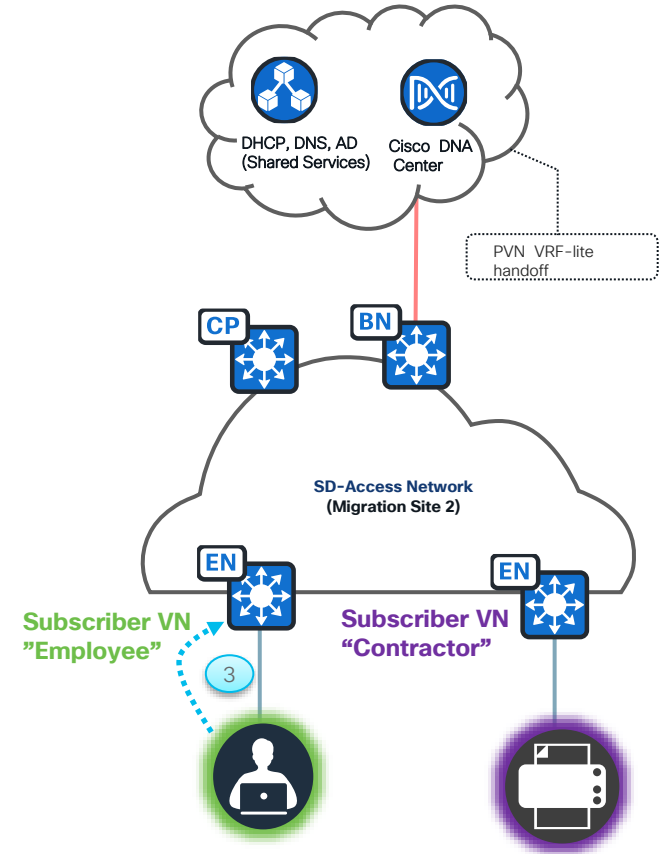 DHCP, DNS, AD
(Shared Services)
Cisco DNA
Center
PVN VRF-lite
handoff
CP
BN
SD-Access Network
(Migration Site 2)
EN
EN
Subscriber VN
”Employee”
Subscriber VN
“Contractor”
3